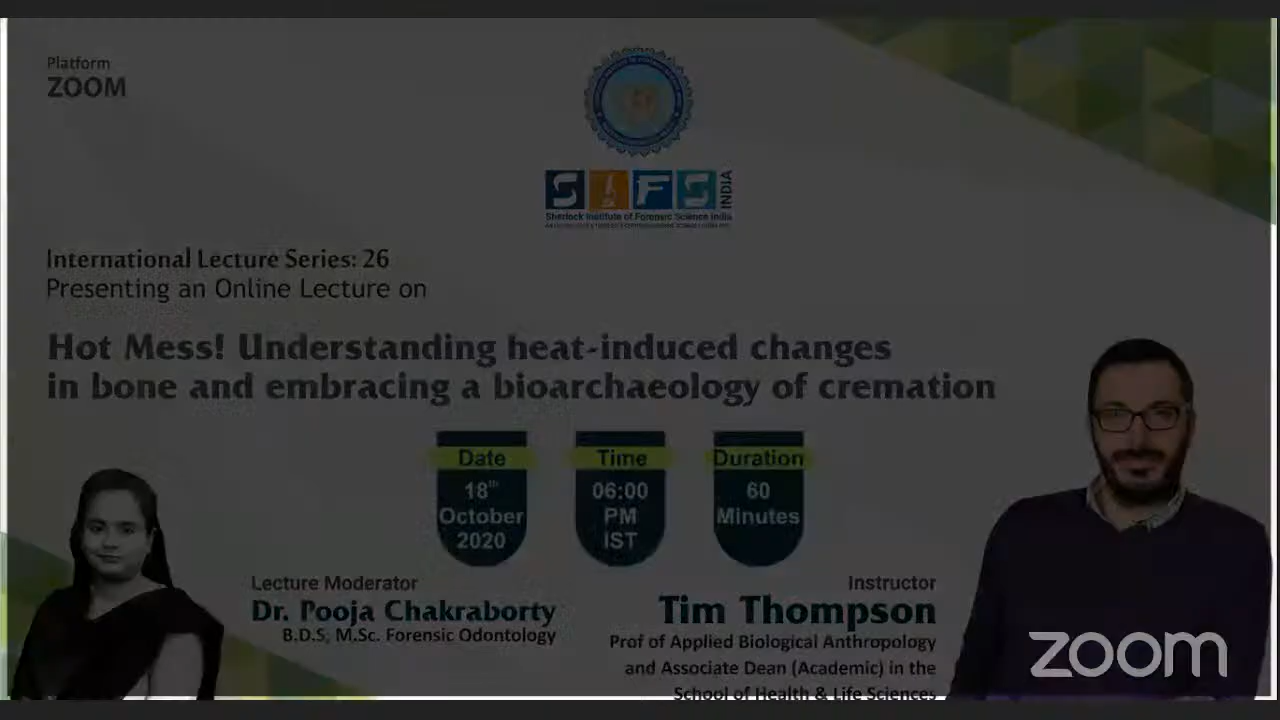 Platform
ZOOM
SIFS INDIA
Sherlock Institute of Forensic Science India
International Lecture Series: 26
Presenting an Online Lecture on
Hot Mess! Understanding heat-induced changes
in bone and embracing a bioarchaeology of cremation
Date
18th
October
2020
Time
06:00
PM
IST
Duration
60
Minutes
Lecture Moderator
Dr. Pooja Chakraborty
B.D.S, M.Sc. Forensic Odontology
Instructor
Tim Thompson
Prof of Applied Biological Anthropology
and Associate Dean (Academic) in the
School of Health & Life Sciences
zoom